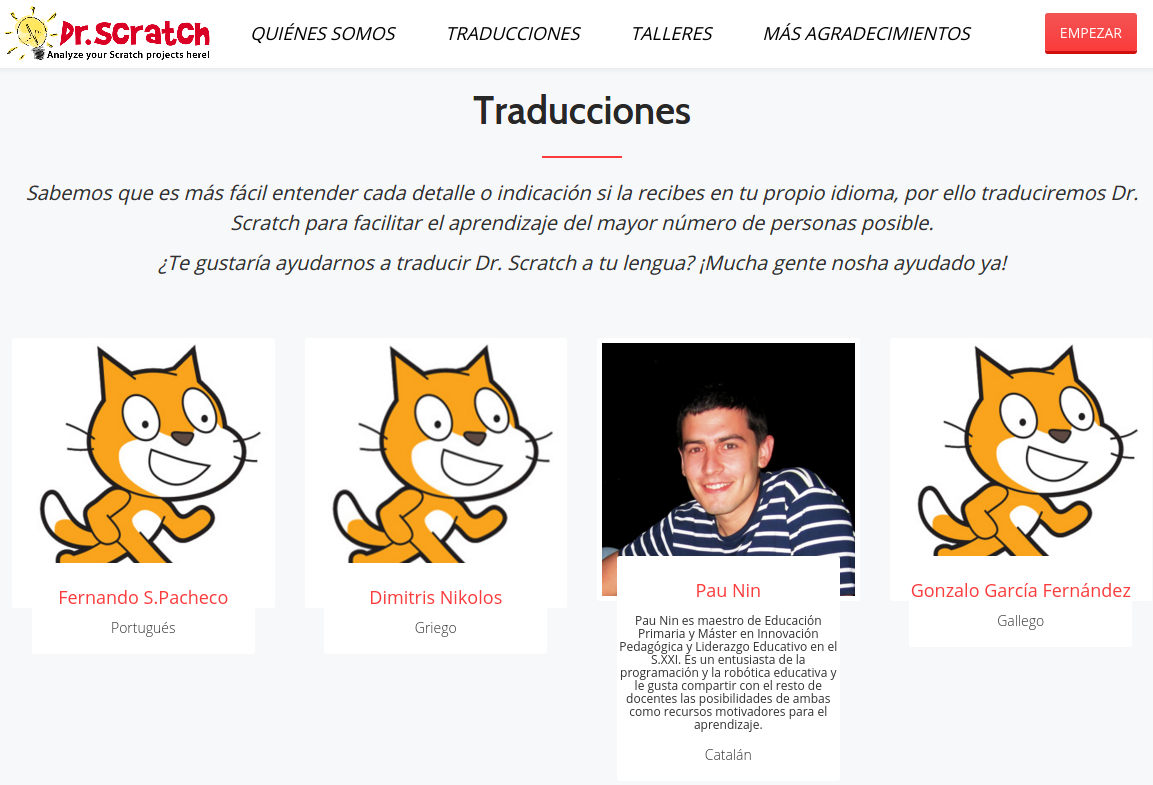 Dr.Scratch
Analyze your Scratch projects here!
QUIÉNES SOMOS
TRADUCCIONES
TALLERES
MÁS AGRADECIMIENTOS
EMPEZAR
Traducciones
Sabemos que es más fácil entender cada detalle o indicación si la recibes en tu propio idioma, por ello traduciremos Dr.
Scratch para facilitar el aprendizaje del mayor número de personas posible.
¿Te gustaría ayudarnos a traducir Dr. Scratch a tu lengua? ¡Mucha gente nosha ayudado ya!
Fernando S.Pacheco
Portugués
Dimitris Nikolos
Griego
Pau Nin
Pau Nin es maestro de Educación
Primaria y Máster en Innovación
Pedagógica y Liderazgo Educativo en el
S.XXI. Es un entusiasta de la
programación y la robótica educativa y
le gusta compartir con el resto de
docentes las posibilidades de ambas
como recursos motivadores para el
aprendizaje.
Catalán
Gonzalo García Fernández
Gallego